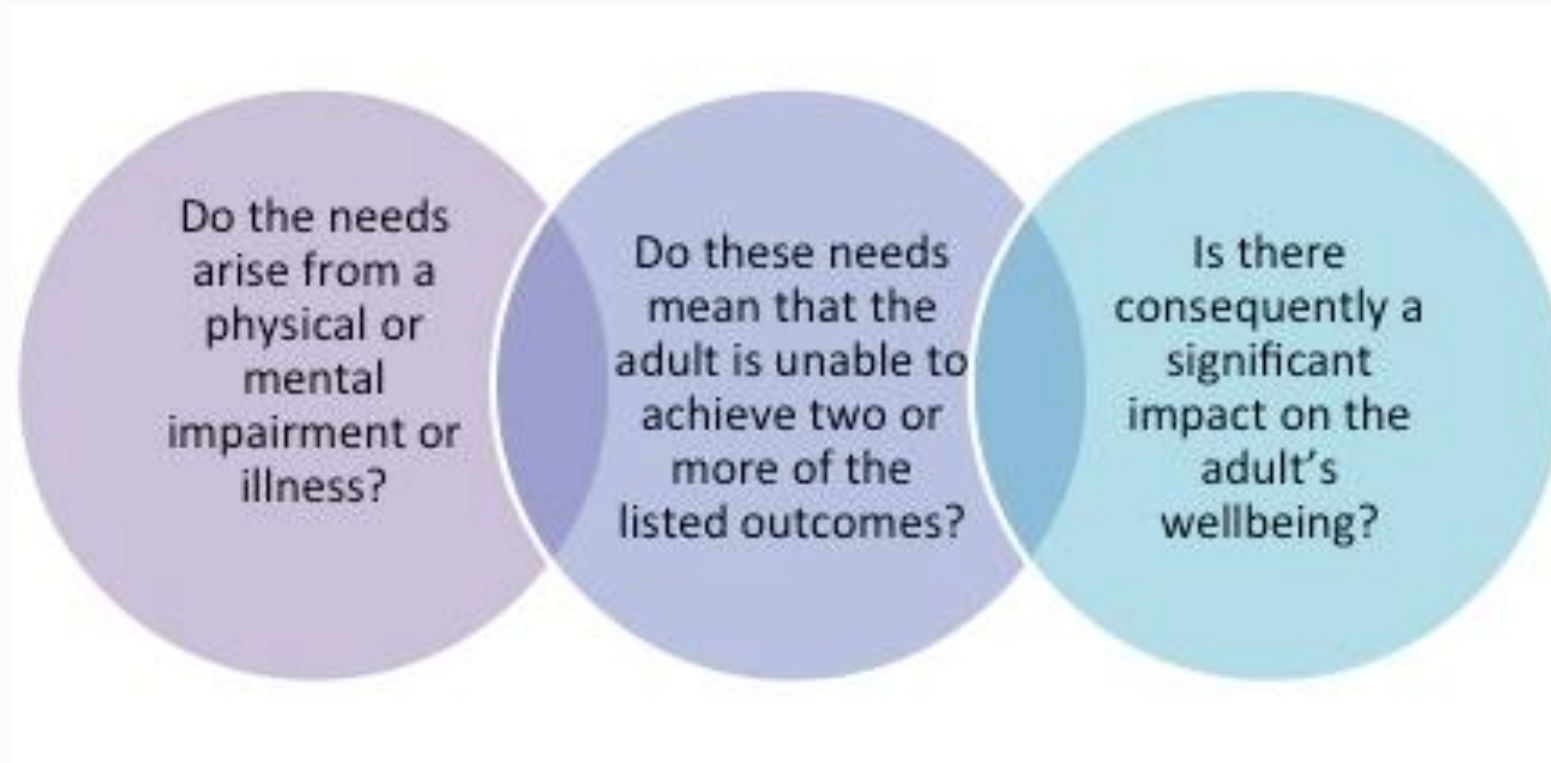 Do the needs
arise from a
physical or
mental
impairment or
illness?
Do these needs
mean that the
adult is unable to
achieve two or
more of the
listed outcomes?
Is there
consequently a
significant
impact on the
adult’s
wellbeing?